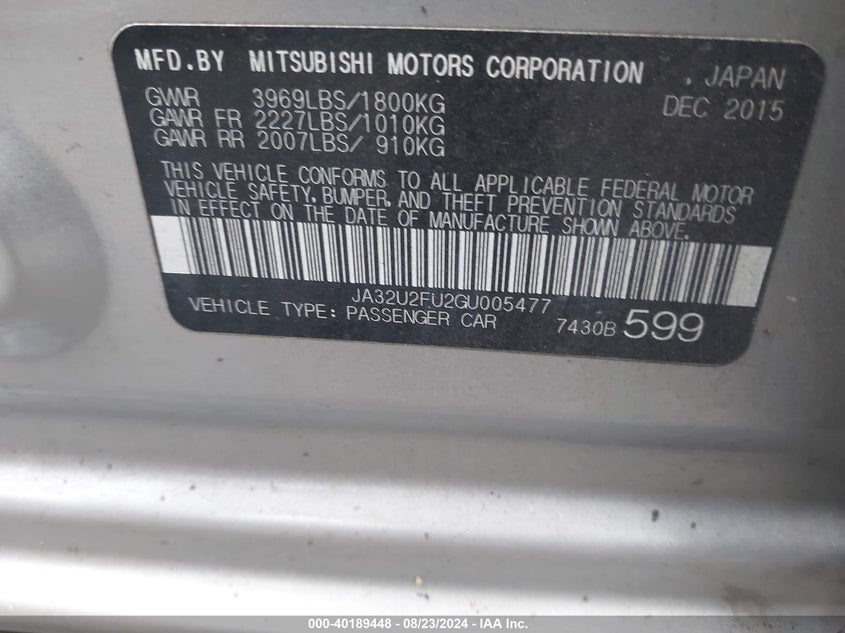 MFD.BY MITSUBISHI MOTORS CORPORATION , JAPAN
GVWR 3969LBS/1800KG DEC 2015
GAWR FR 2227LBS/1010KG
GAWR RR 2007LBS/ 910KG
THIS VEHICLE CONFORMS TO ALL APPLICABLE FEDERAL MOTOR
VEHICLE SAFETY, BUMPER, AND THEFT PREVENTION STANDARDS
IN EFFECT ON THE DATE OF MANUFACTURE SHOWN ABOVE.
JA32U2FU2GU005477
VEHICLE TYPE: PASSENGER CAR 7430B 599
000-40189448 - 08/23/2024 - IAA Inc.